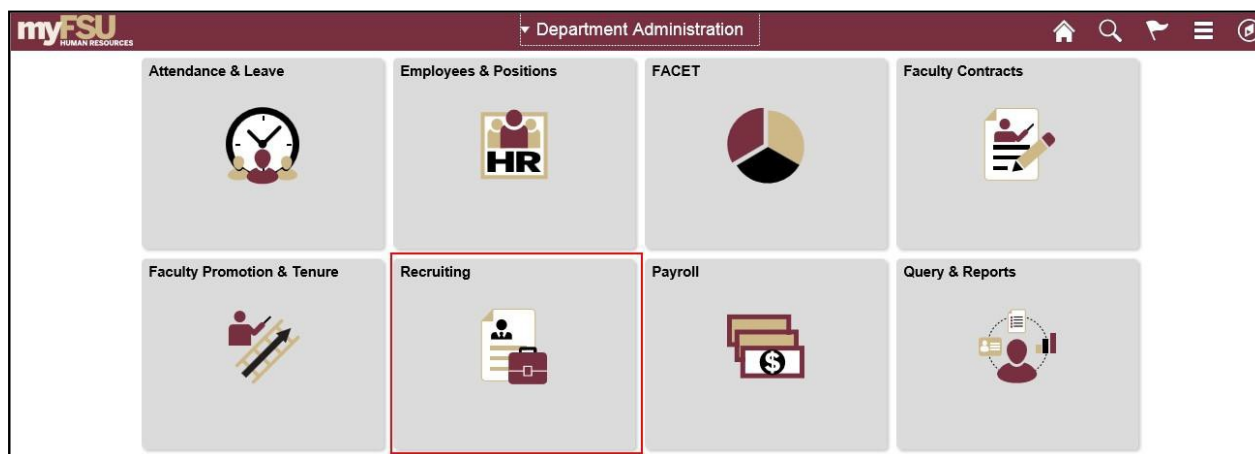 myFSU
HUMAN RESOURCES
Department Administration
Attendance & Leave
Employees & Positions
FACET
Faculty Contracts
HR
Faculty Promotion & Tenure
Recruiting
Payroll
Query & Reports
$